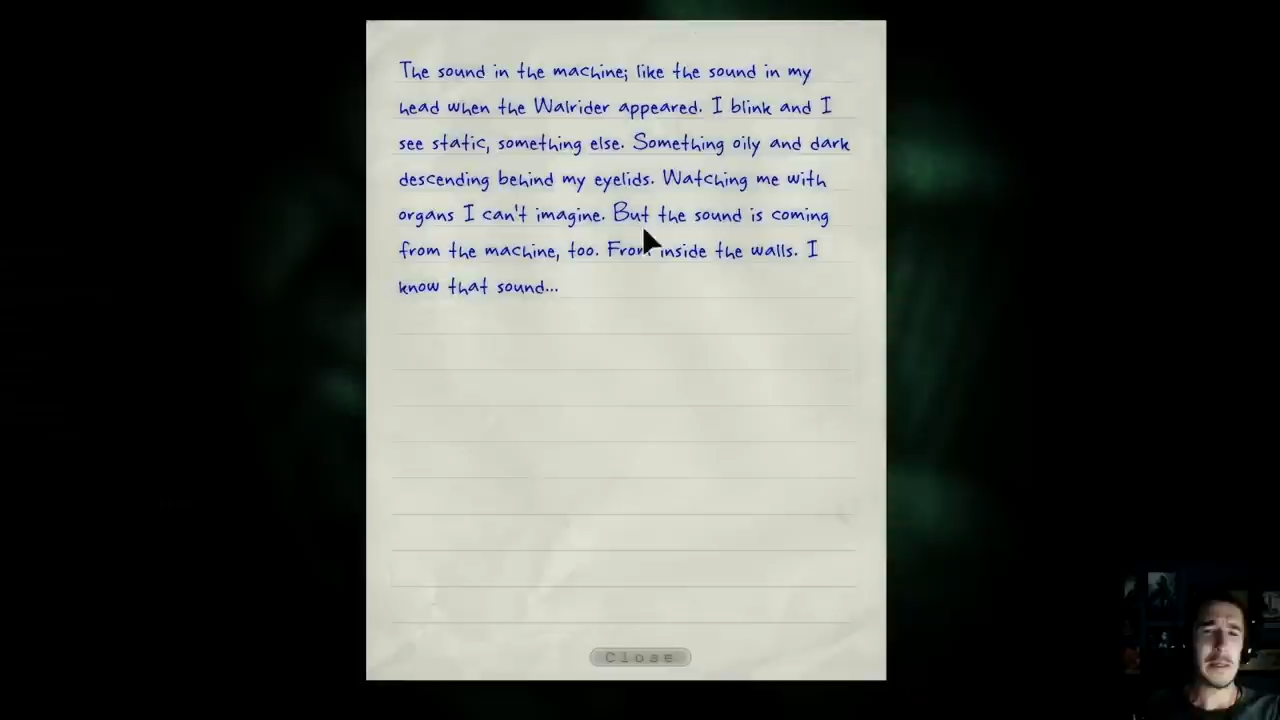 The sound in the machine; like the sound in my
head when the Walrider appeared. I blink and I
see static, something else. Something oily and dark
descending behind my eyelids. Watching me with
organs I can't imagine. But the sound is coming
from the machine, too. From inside the walls. I
know that sound...
Close